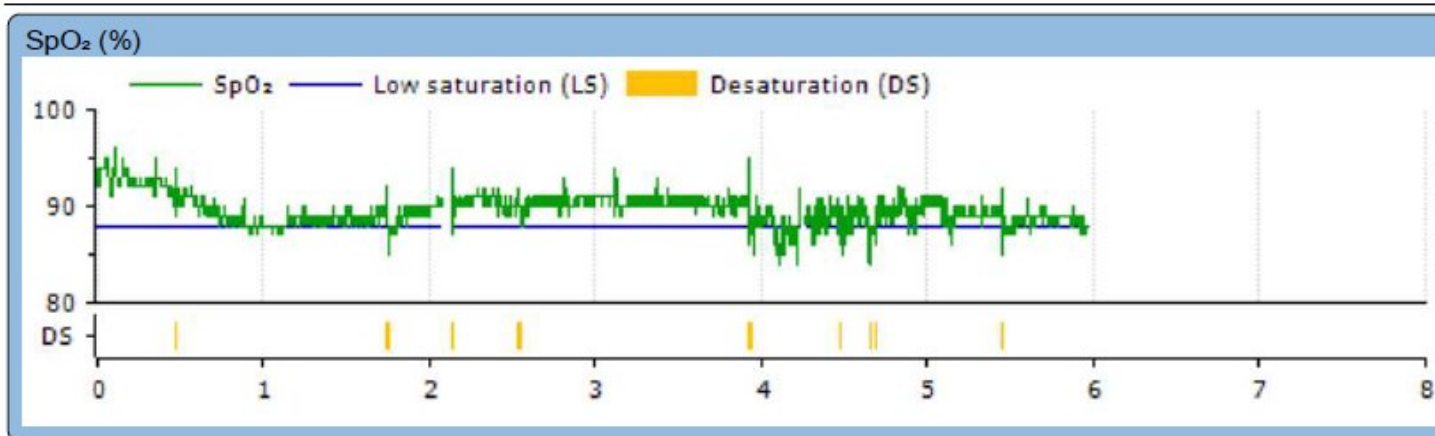 SpO₂ (%)
SpO₂ Low saturation (LS) Desaturation (DS)
100
90
80
DS
0 1 2 3 4 5 6 7 8